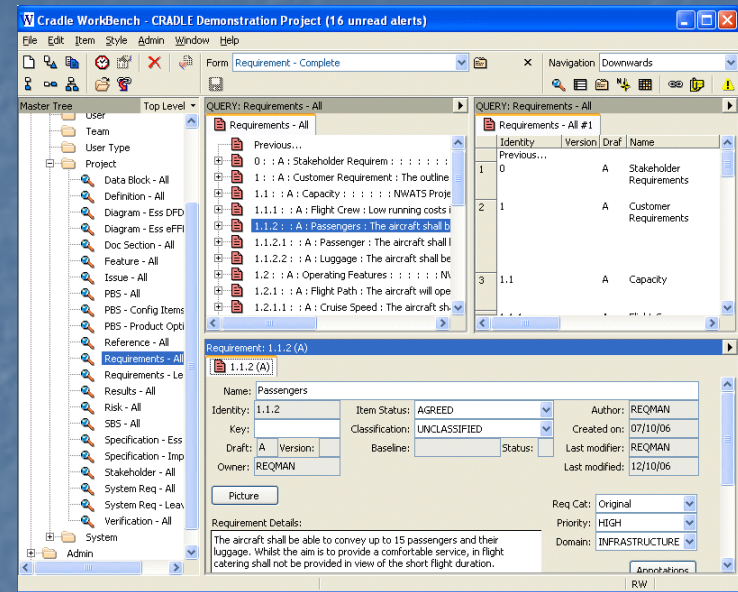 Cradle WorkBench - CRADLE Demonstration Project (16 unread alerts)
File Edit Item Style Admin Window Help
Form Requirement - Complete Navigation Downwards
Master Tree Top Level
User
Team
User Type
Project
Data Block - All
Definition - All
Diagram - Ess DFD
Diagram - Ess eFF
Doc Section - All
Feature - All
Issue - All
PBS - All
PBS - Config Items
PBS - Product Opti
Reference - All
Requirements - All
Requirements - Le
Results - All
Risk - All
SBS - All
Specification - Ess
Specification - Imp
Stakeholder - All
System Req - All
System Req - Leav
Verification - All
System
Admin
QUERY: Requirements - All
Requirements - All
Previous...
0 : : A : Stakeholder Requirem : : : : : : :
1 : : A : Customer Requirement : The outline
1.1 : : A : Capacity : : : : : : NWATS Proje
1.1.1 : : A : Flight Crew : Low running costs i
1.1.2 : : A : Passengers : The aircraft shall b
1.1.2.1 : : A : Passenger : The aircraft shall
1.1.2.2 : : A : Luggage : The aircraft shall be
1.2 : : A : Operating Features : : : : : : N
1.2.1 : : A : Flight Path : The aircraft will ope
1.2.1.1 : : A : Cruise Speed : The aircraft sh
QUERY: Requirements - All
Requirements - All #1
Identity Version Draf Name
Previous...
1 0 A Stakeholder
Requirements
2 1 A Customer
Requirements
3 1.1 A Capacity
Requirement: 1.1.2 (A)
1.1.2 (A)
Name: Passengers
Identity: 1.1.2 Item Status: AGREED Author: REQMAN
Key: Classification: UNCLASSIFIED Created on: 07/10/06
Draft: A Version: Baseline: Status: Last modifier: REQMAN
Owner: REQMAN Last modified: 12/10/06
Picture
Req Cat: Original
Requirement Details: Priority: HIGH
Domain: INFRASTRUCTURE
The aircraft shall be able to convey up to 15 passengers and their
luggage. Whilst the aim is to provide a comfortable service, in flight
catering shall not be provided in view of the short flight duration.
Annotations
RW